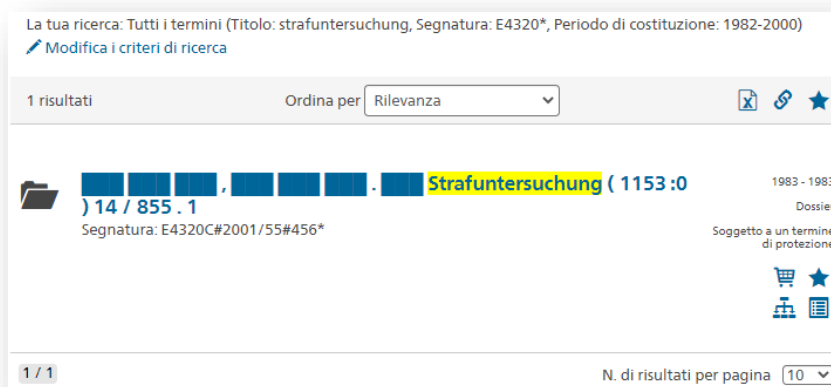 La tua ricerca: Tutti i termini (Titolo: strafuntersuchung, Segnatura: E4320*, Periodo di costituzione: 1982-2000)
Modifica i criteri di ricerca
1 risultati Ordina per Rilevanza
███ ███ ███ , ███ ███ ███ . ███ Strafuntersuchung ( 1153 :0
) 14 / 855 . 1
Segnatura: E4320C#2001/55#456*
1983 - 1983
Dossier
Soggetto a un termine
di protezione
1 / 1 N. di risultati per pagina 10